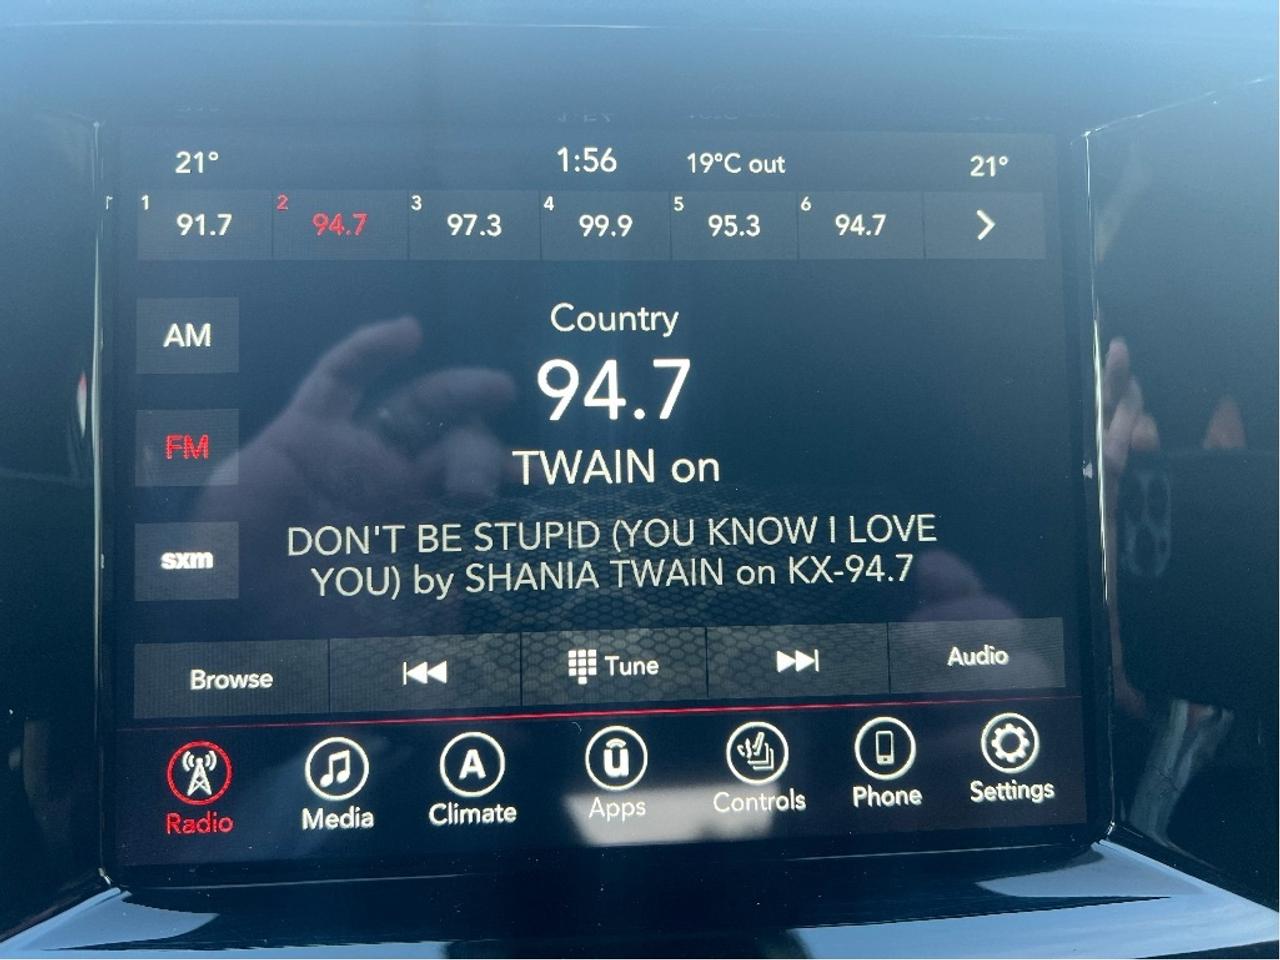 21° 1:56 19°C out 21°
1 91.7 2 94.7 3 97.3 4 99.9 5 95.3 6 94.7
AM
Country
94.7
FM
TWAIN on
DON'T BE STUPID (YOU KNOW I LOVE
YOU) by SHANIA TWAIN on KX-94.7
sxm
Browse Tune Audio
Radio Media A Climate ū Apps Controls Phone Settings